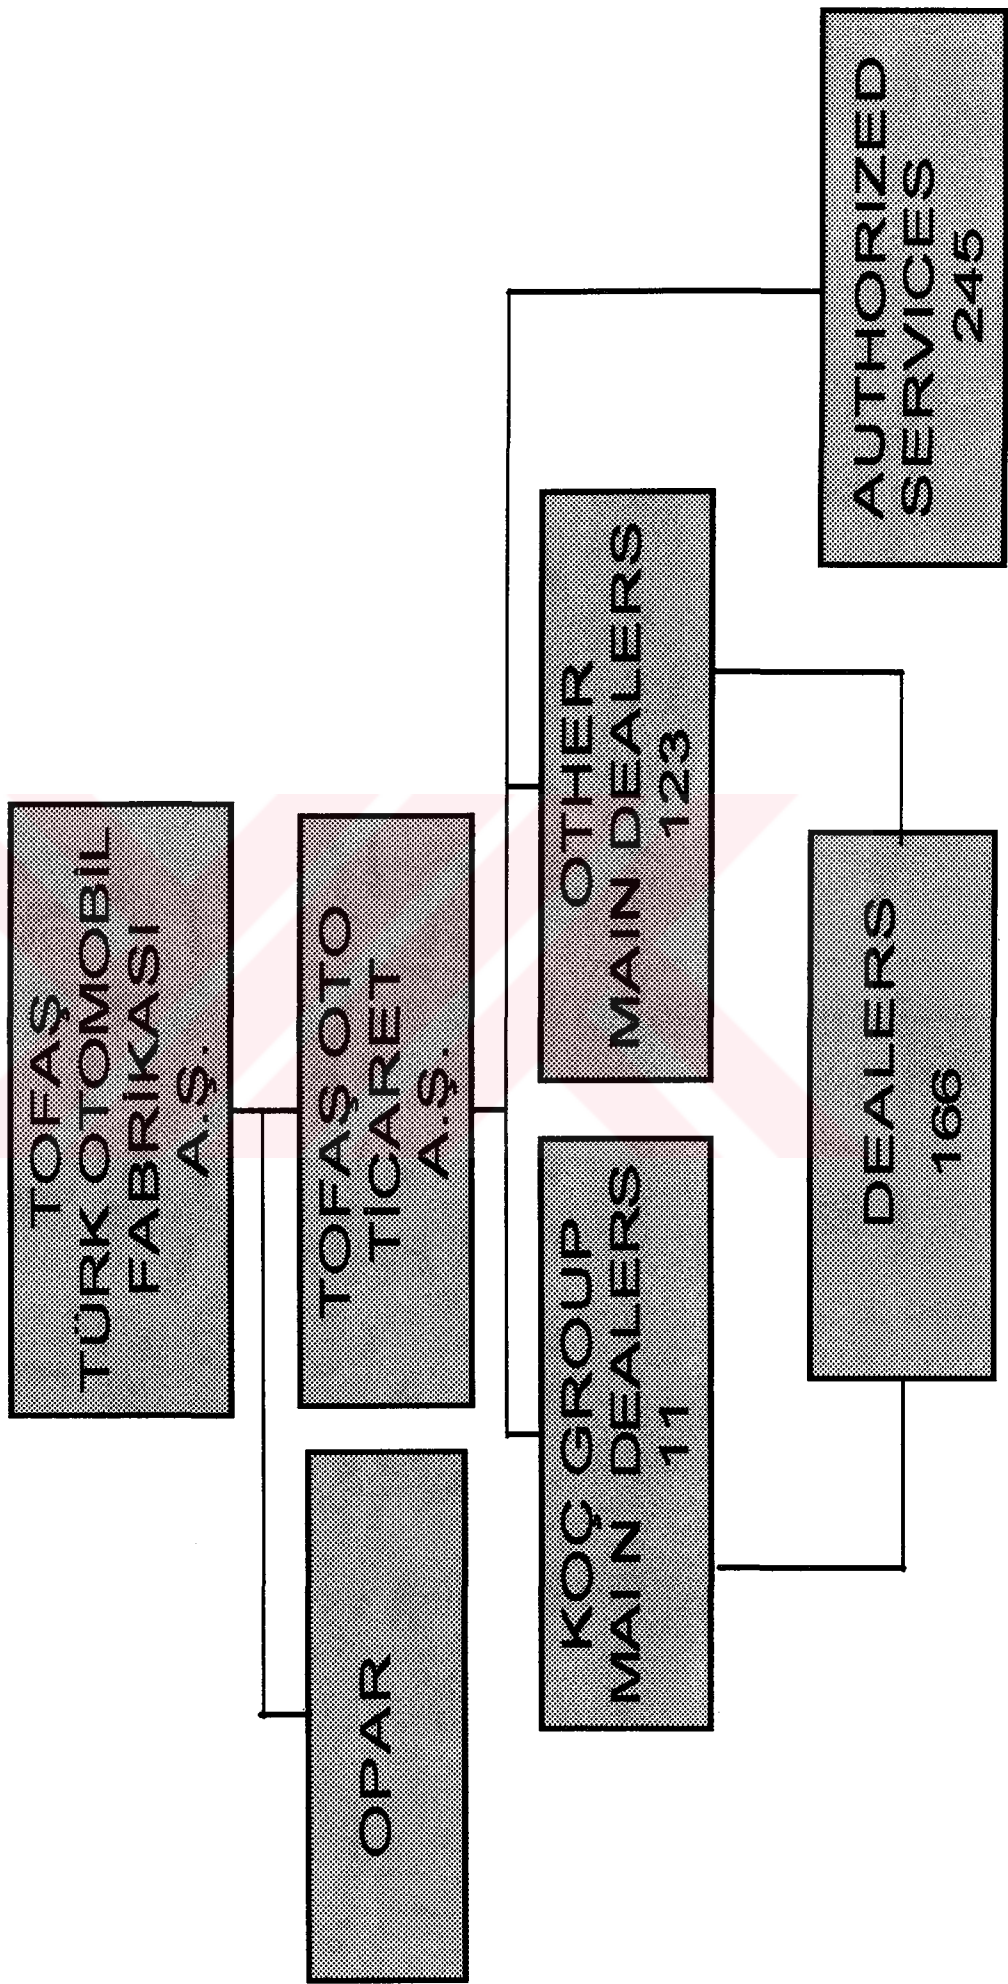 TOFAŞ
TÜRK OTOMOBİL
FABRİKASI
A.Ş.
OPAR
TOFAŞ OTO
TİCARET
A.Ş.
KOÇ GROUP
MAIN DEALERS
11
OTHER
MAIN DEALERS
123
AUTHORIZED
SERVICES
245
DEALERS
166